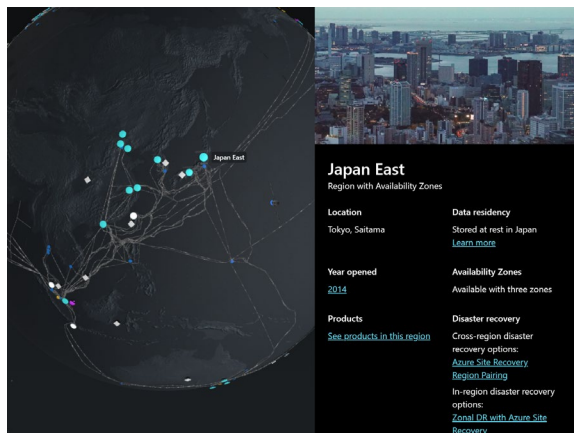 Japan East
Japan East
Region with Availability Zones
Location
Tokyo, Saitama
Data residency
Stored at rest in Japan
Learn more
Year opened
2014
Availability Zones
Available with three zones
Products
See products in this region
Disaster recovery
Cross-region disaster
recovery options:
Azure Site Recovery
Region Pairing
In-region disaster recovery
options:
Zonal DR with Azure Site
Recovery